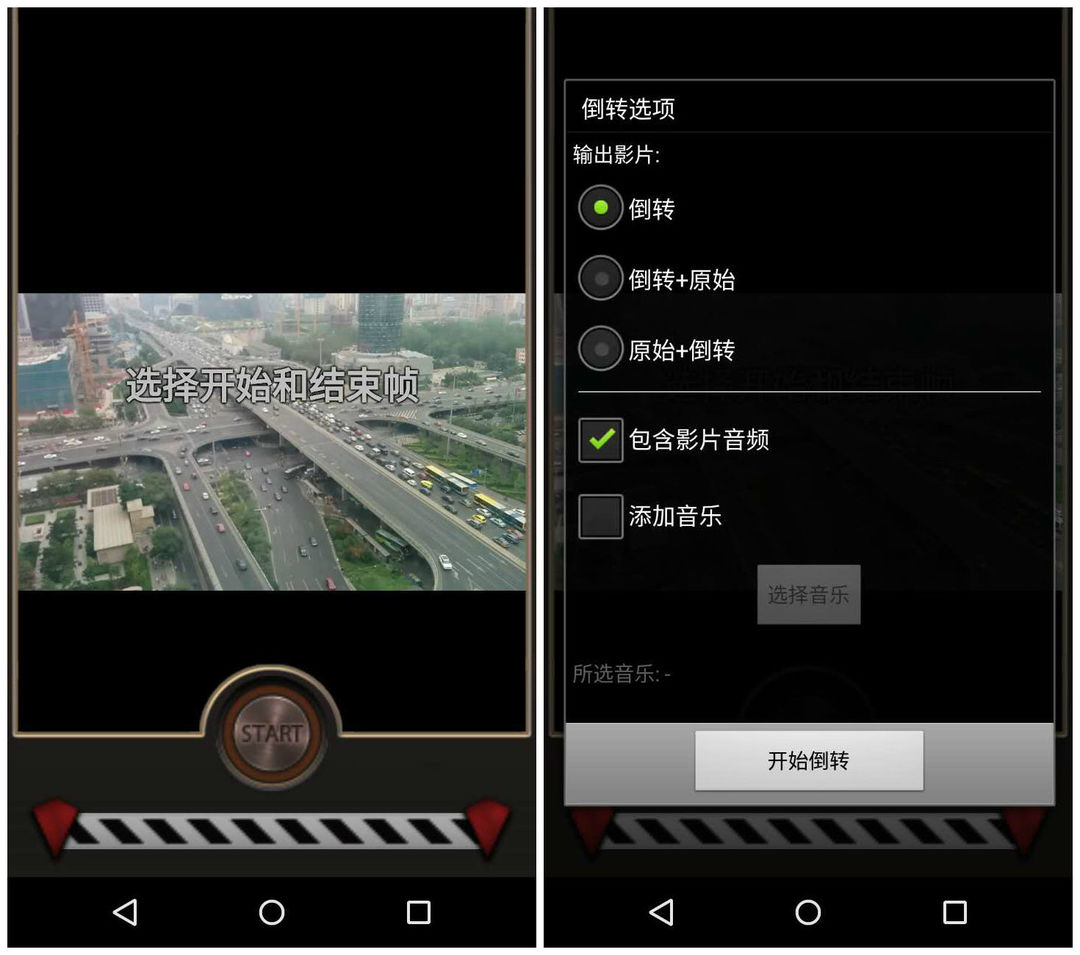 选择开始和结束帧
START
倒转选项
输出影片:
倒转
倒转+原始
原始+倒转
包含影片音频
添加音乐
选择音乐
所选音乐: -
开始倒转